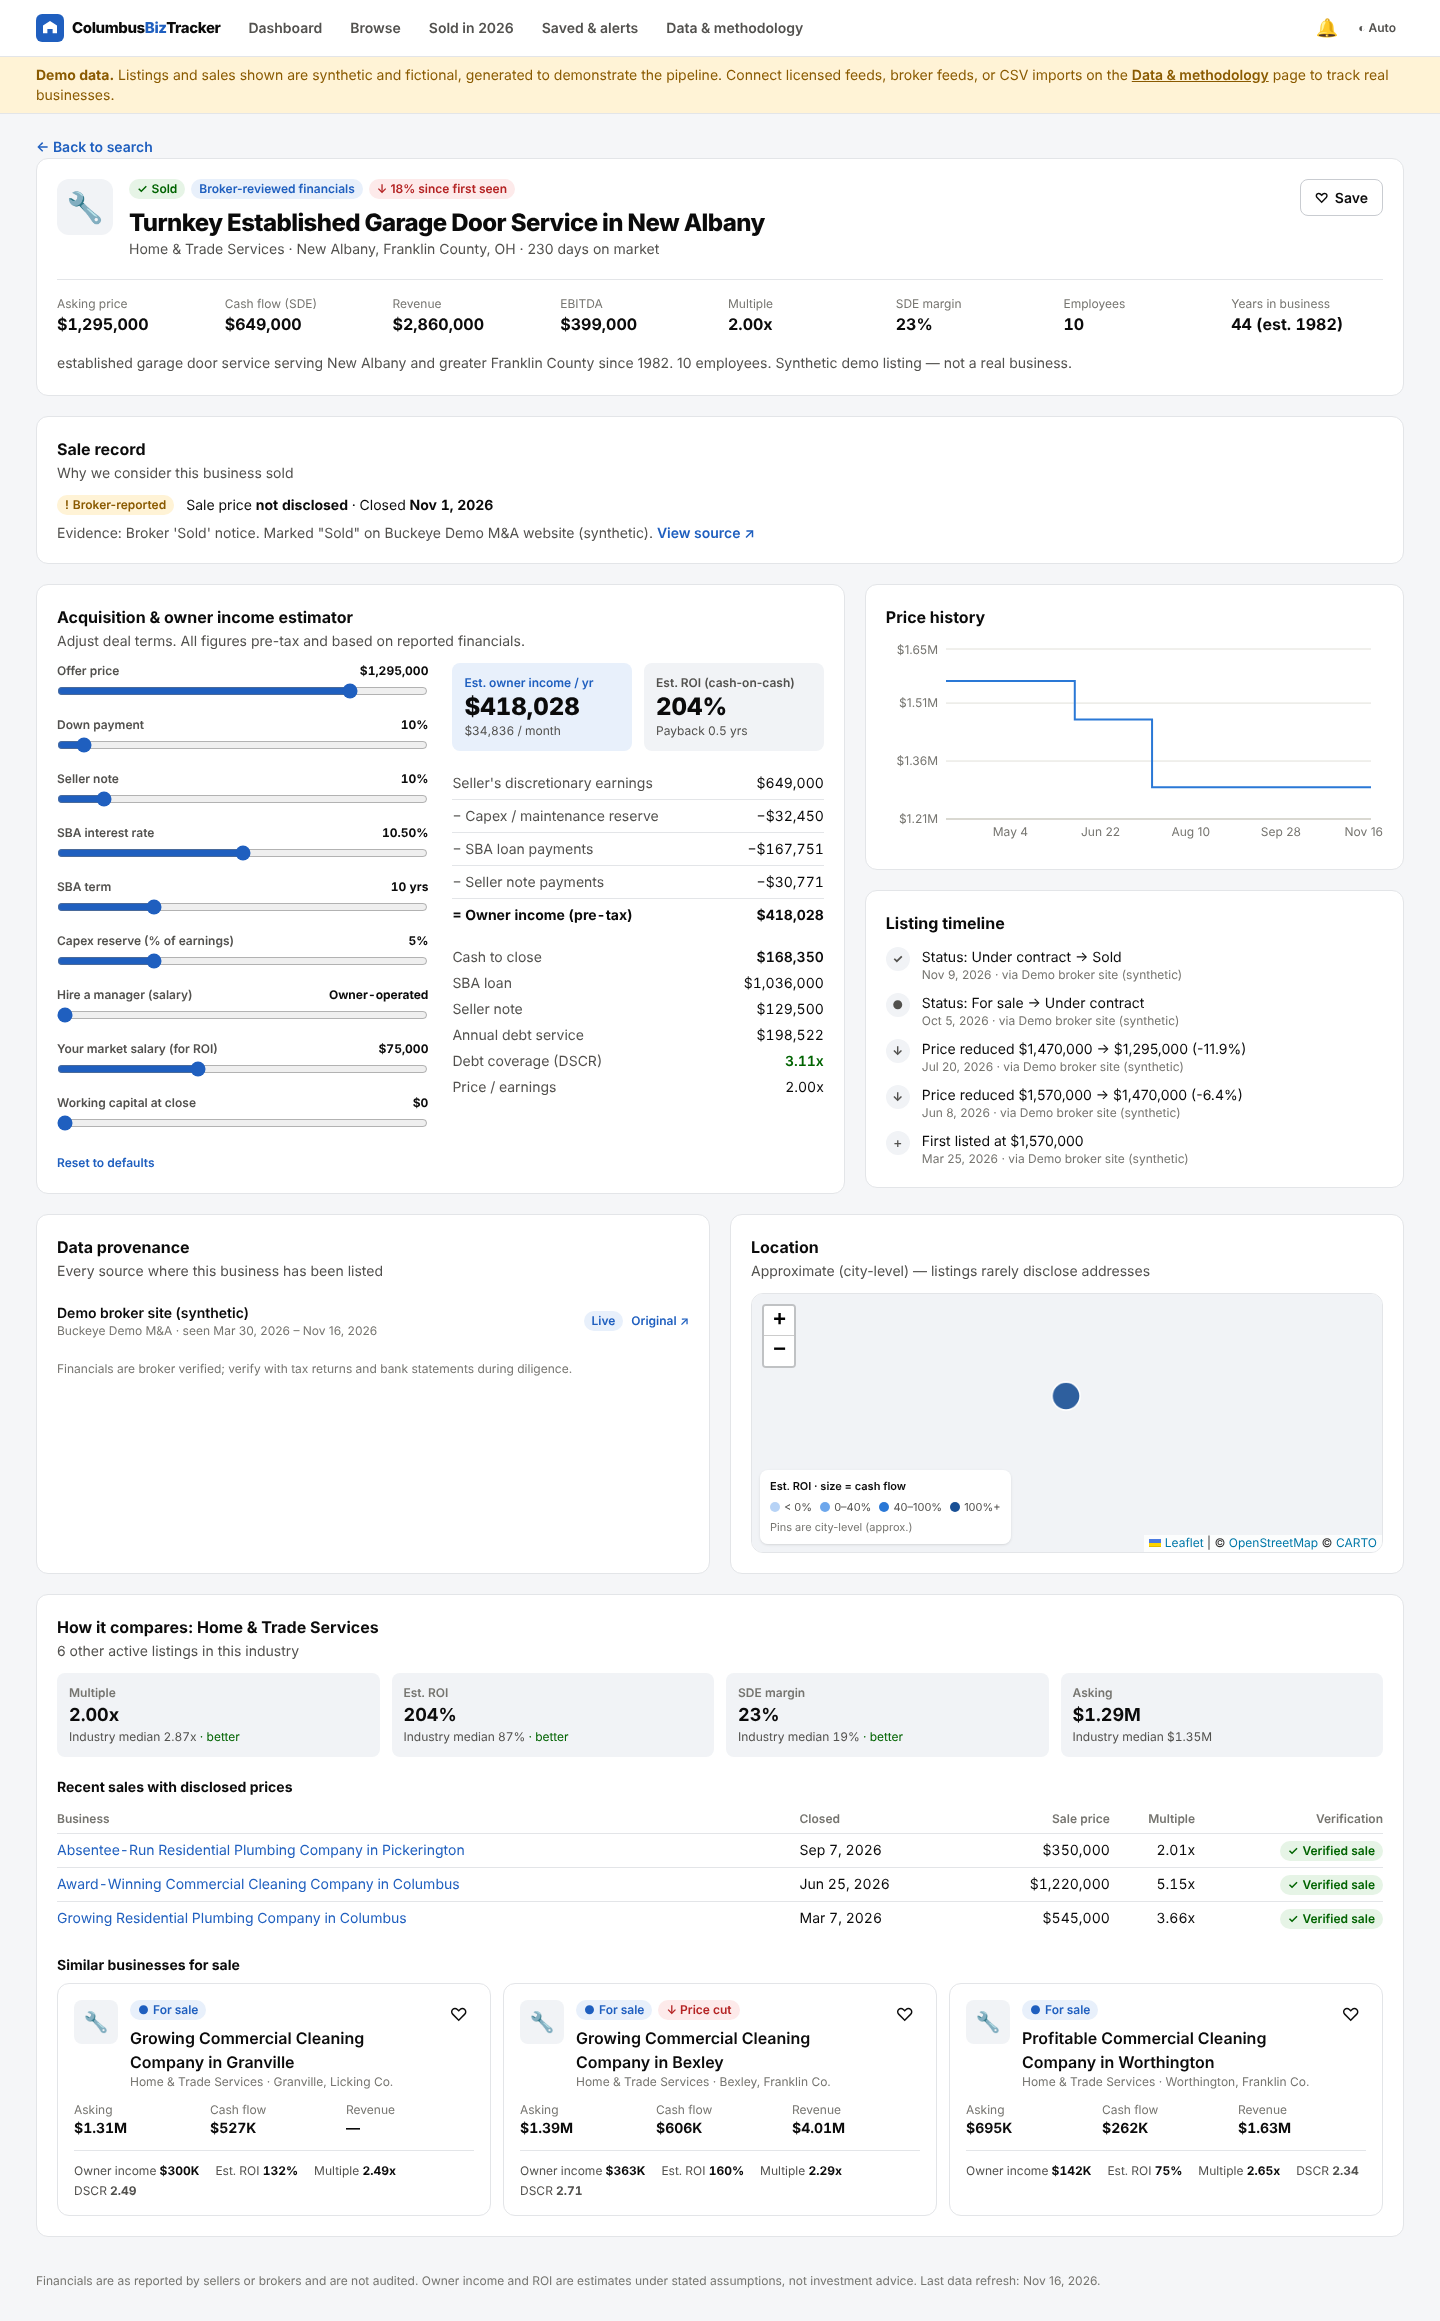 ColumbusBizTracker Dashboard Browse Sold in 2026 Saved & alerts Data & methodology Auto
Demo data. Listings and sales shown are synthetic and fictional, generated to demonstrate the pipeline. Connect licensed feeds, broker feeds, or CSV imports on the Data & methodology page to track real
businesses.
← Back to search
✓ Sold Broker-reviewed financials ↓ 18% since first seen
Turnkey Established Garage Door Service in New Albany
Home & Trade Services · New Albany, Franklin County, OH · 230 days on market
♡ Save
Asking price Cash flow (SDE) Revenue EBITDA Multiple SDE margin Employees Years in business
$1,295,000 $649,000 $2,860,000 $399,000 2.00x 23% 10 44 (est. 1982)
established garage door service serving New Albany and greater Franklin County since 1982. 10 employees. Synthetic demo listing — not a real business.
Sale record
Why we consider this business sold
! Broker-reported Sale price not disclosed · Closed Nov 1, 2026
Evidence: Broker 'Sold' notice. Marked "Sold" on Buckeye Demo M&A website (synthetic). View source ↗
Acquisition & owner income estimator
Adjust deal terms. All figures pre-tax and based on reported financials.
Offer price $1,295,000
Down payment 10%
Seller note 10%
SBA interest rate 10.50%
SBA term 10 yrs
Capex reserve (% of earnings) 5%
Hire a manager (salary) Owner-operated
Your market salary (for ROI) $75,000
Working capital at close $0
Reset to defaults
Est. owner income / yr
$418,028
$34,836 / month
Est. ROI (cash-on-cash)
204%
Payback 0.5 yrs
Seller's discretionary earnings $649,000
− Capex / maintenance reserve −$32,450
− SBA loan payments −$167,751
− Seller note payments −$30,771
= Owner income (pre-tax) $418,028
Cash to close $168,350
SBA loan $1,036,000
Seller note $129,500
Annual debt service $198,522
Debt coverage (DSCR) 3.11x
Price / earnings 2.00x
Price history
$1.65M
$1.51M
$1.36M
$1.21M
May 4 Jun 22 Aug 10 Sep 28 Nov 16
Listing timeline
✓ Status: Under contract → Sold
Nov 9, 2026 · via Demo broker site (synthetic)
● Status: For sale → Under contract
Oct 5, 2026 · via Demo broker site (synthetic)
↓ Price reduced $1,470,000 → $1,295,000 (-11.9%)
Jul 20, 2026 · via Demo broker site (synthetic)
↓ Price reduced $1,570,000 → $1,470,000 (-6.4%)
Jun 8, 2026 · via Demo broker site (synthetic)
+ First listed at $1,570,000
Mar 25, 2026 · via Demo broker site (synthetic)
Data provenance
Every source where this business has been listed
Demo broker site (synthetic)
Buckeye Demo M&A · seen Mar 30, 2026 – Nov 16, 2026
Live Original ↗
Financials are broker verified; verify with tax returns and bank statements during diligence.
Location
Approximate (city-level) — listings rarely disclose addresses
+
−
Est. ROI · size = cash flow
< 0% 0–40% 40–100% 100%+
Pins are city-level (approx.)
Leaflet | © OpenStreetMap © CARTO
How it compares: Home & Trade Services
6 other active listings in this industry
Multiple
2.00x
Industry median 2.87x · better
Est. ROI
204%
Industry median 87% · better
SDE margin
23%
Industry median 19% · better
Asking
$1.29M
Industry median $1.35M
Recent sales with disclosed prices
Business Closed Sale price Multiple Verification
Absentee-Run Residential Plumbing Company in Pickerington Sep 7, 2026 $350,000 2.01x ✓ Verified sale
Award-Winning Commercial Cleaning Company in Columbus Jun 25, 2026 $1,220,000 5.15x ✓ Verified sale
Growing Residential Plumbing Company in Columbus Mar 7, 2026 $545,000 3.66x ✓ Verified sale
Similar businesses for sale
● For sale
Growing Commercial Cleaning
Company in Granville
Home & Trade Services · Granville, Licking Co.
Asking Cash flow Revenue
$1.31M $527K —
Owner income $300K Est. ROI 132% Multiple 2.49x
DSCR 2.49
● For sale ↓ Price cut
Growing Commercial Cleaning
Company in Bexley
Home & Trade Services · Bexley, Franklin Co.
Asking Cash flow Revenue
$1.39M $606K $4.01M
Owner income $363K Est. ROI 160% Multiple 2.29x
DSCR 2.71
● For sale
Profitable Commercial Cleaning
Company in Worthington
Home & Trade Services · Worthington, Franklin Co.
Asking Cash flow Revenue
$695K $262K $1.63M
Owner income $142K Est. ROI 75% Multiple 2.65x DSCR 2.34
Financials are as reported by sellers or brokers and are not audited. Owner income and ROI are estimates under stated assumptions, not investment advice. Last data refresh: Nov 16, 2026.